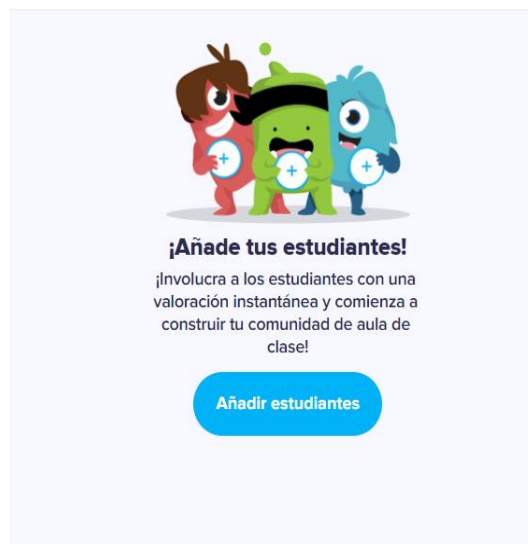 ¡Añade tus estudiantes!
¡Involucra a los estudiantes con una
valoración instantánea y comienza a
construir tu comunidad de aula de
clase!
Añadir estudiantes